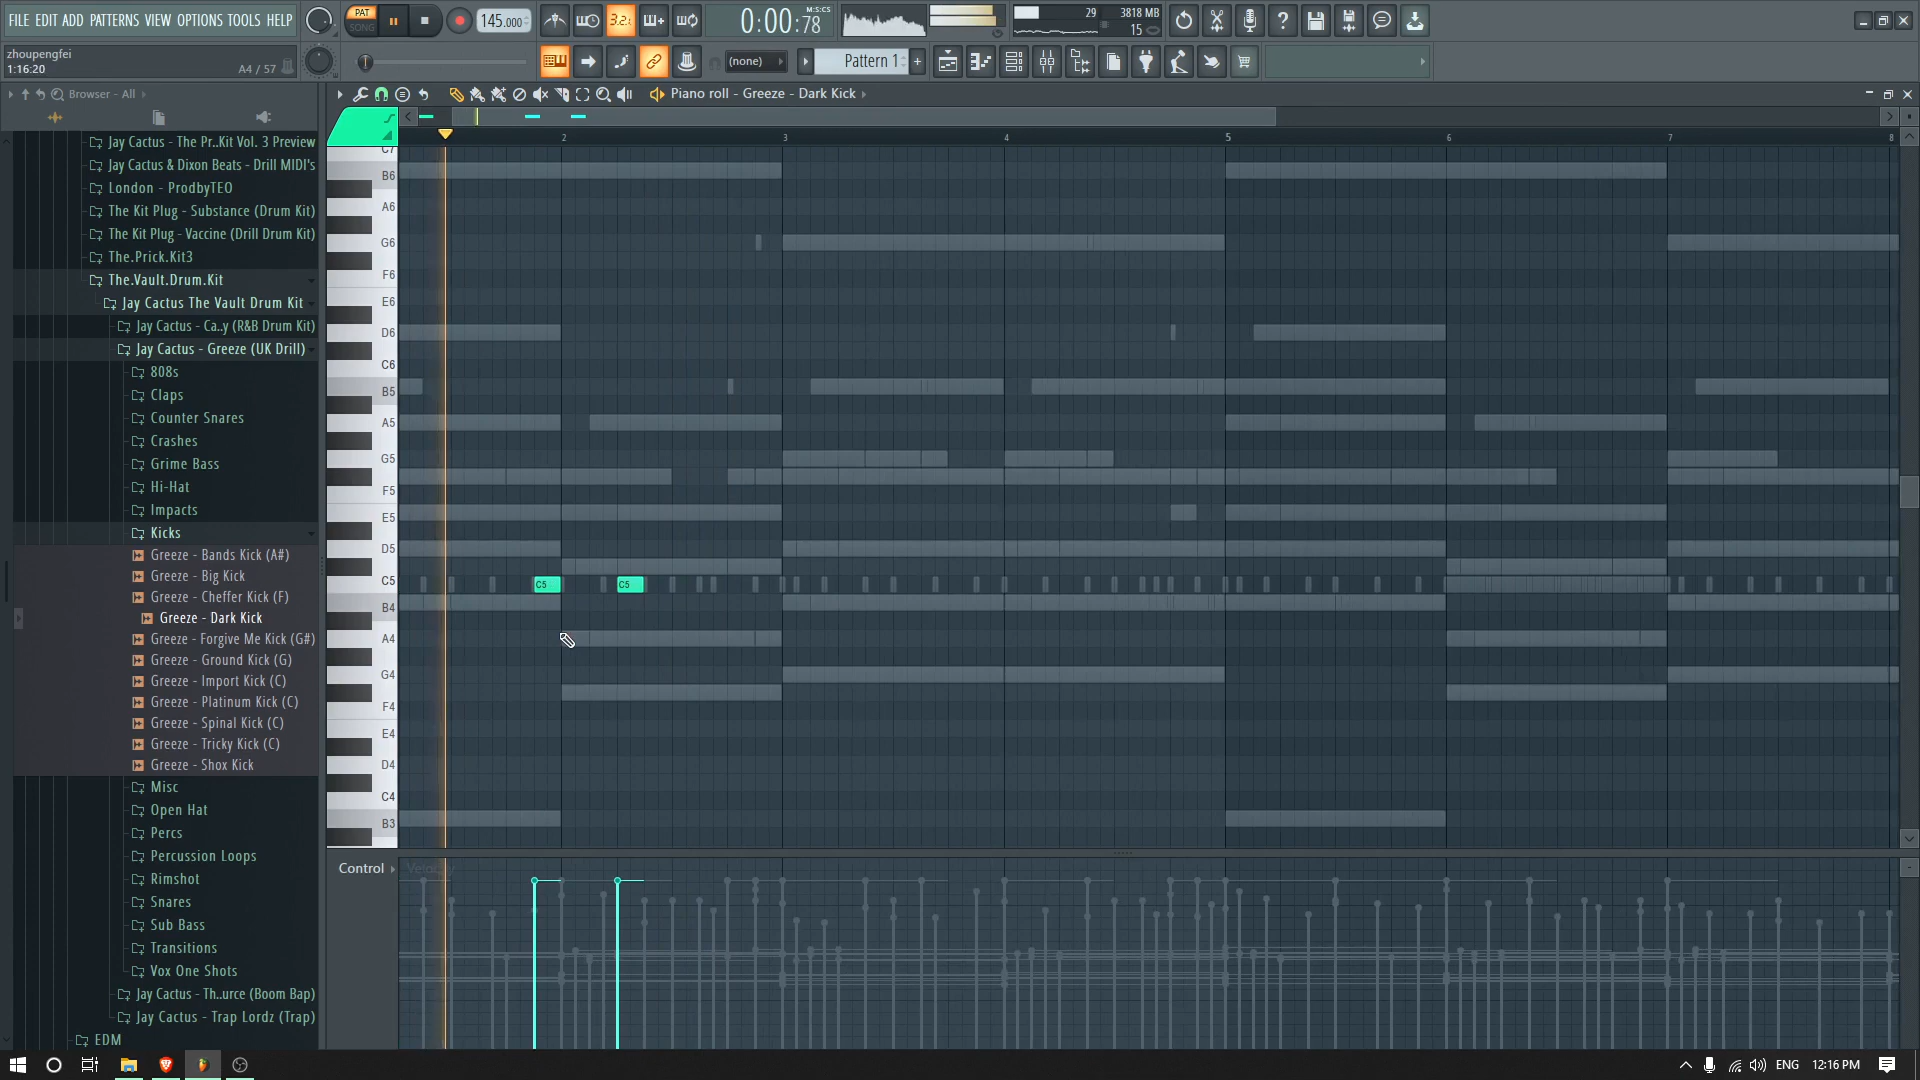 FILE EDIT ADD PATTERNS VIEW OPTIONS TOOLS HELP
PAT
SONG
145.000
3.2.
0:00:78
M:S:CS
29
3818 MB
15
zhoupengfei
1:16:20
A4 / 57
(none)
Pattern 1
Browser - All
Piano roll - Greeze - Dark Kick
Jay Cactus - The Pr..Kit Vol. 3 Preview
Jay Cactus & Dixon Beats - Drill MIDI's
London - ProdbyTEO
The Kit Plug - Substance (Drum Kit)
The Kit Plug - Vaccine (Drill Drum Kit)
The.Prick.Kit3
The.Vault.Drum.Kit
Jay Cactus The Vault Drum Kit
Jay Cactus - Ca..y (R&B Drum Kit)
Jay Cactus - Greeze (UK Drill)
808s
Claps
Counter Snares
Crashes
Grime Bass
Hi-Hat
Impacts
Kicks
Greeze - Bands Kick (A#)
Greeze - Big Kick
Greeze - Cheffer Kick (F)
Greeze - Dark Kick
Greeze - Forgive Me Kick (G#)
Greeze - Ground Kick (G)
Greeze - Import Kick (C)
Greeze - Platinum Kick (C)
Greeze - Spinal Kick (C)
Greeze - Tricky Kick (C)
Greeze - Shox Kick
Misc
Open Hat
Percs
Percussion Loops
Rimshot
Snares
Sub Bass
Transitions
Vox One Shots
Jay Cactus - Th..urce (Boom Bap)
Jay Cactus - Trap Lordz (Trap)
EDM
2 3 4 5 6 7 8
C7
B6
A6
G6
F6
E6
D6
C6
B5
A5
G5
F5
E5
D5
C5
C5 C5
B4
A4
G4
F4
E4
D4
C4
B3
Control
Velocity
ENG
12:16 PM